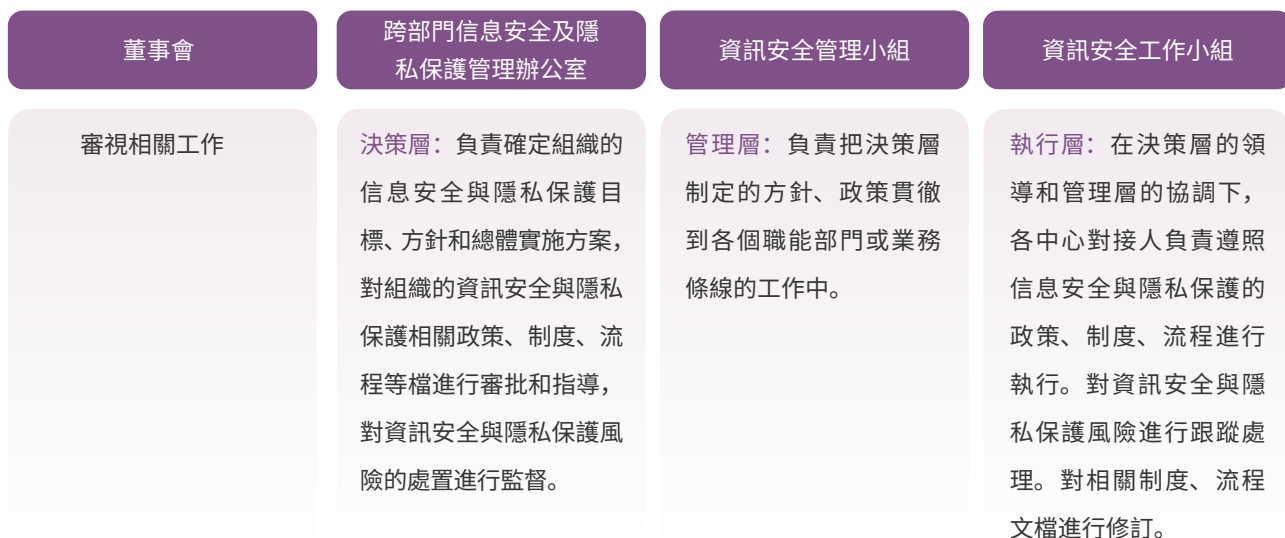 董事會
審視相關工作
跨部門信息安全及隱
私保護管理辦公室
決策層：負責確定組織的
信息安全與隱私保護目
標、方針和總體實施方案，
對組織的資訊安全與隱私
保護相關政策、制度、流
程等檔進行審批和指導，
對資訊安全與隱私保護風
險的處置進行監督。
資訊安全管理小組
管理層：負責把決策層
制定的方針、政策貫徹
到各個職能部門或業務
條線的工作中。
資訊安全工作小組
執行層：在決策層的領
導和管理層的協調下，
各中心對接人負責遵照
信息安全與隱私保護的
政策、制度、流程進行
執行。對資訊安全與隱
私保護風險進行跟蹤處
理。對相關制度、流程
文檔進行修訂。